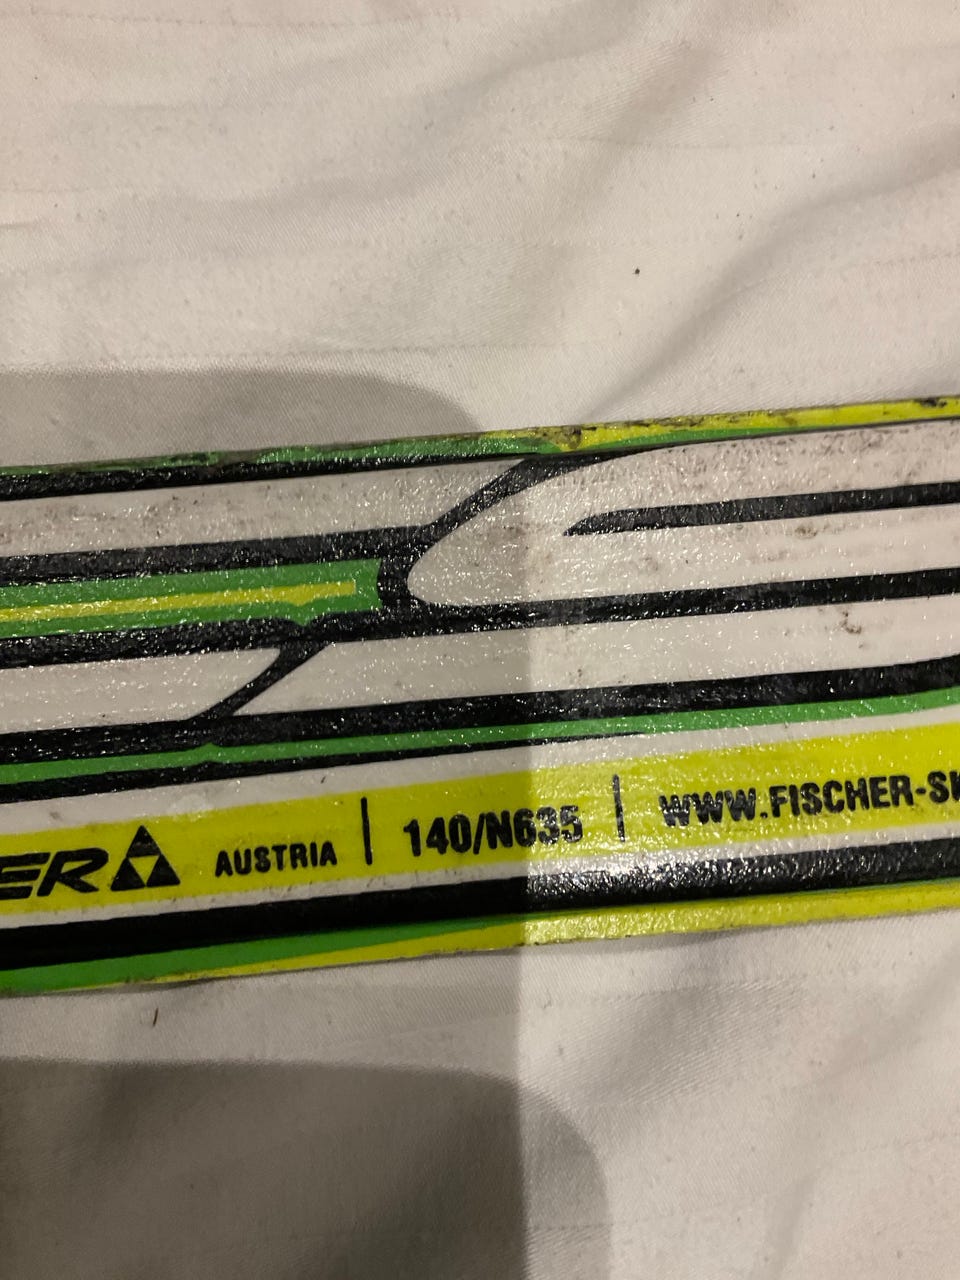 ER AUSTRIA | 140/N635 | WWW.FISCHER-SK